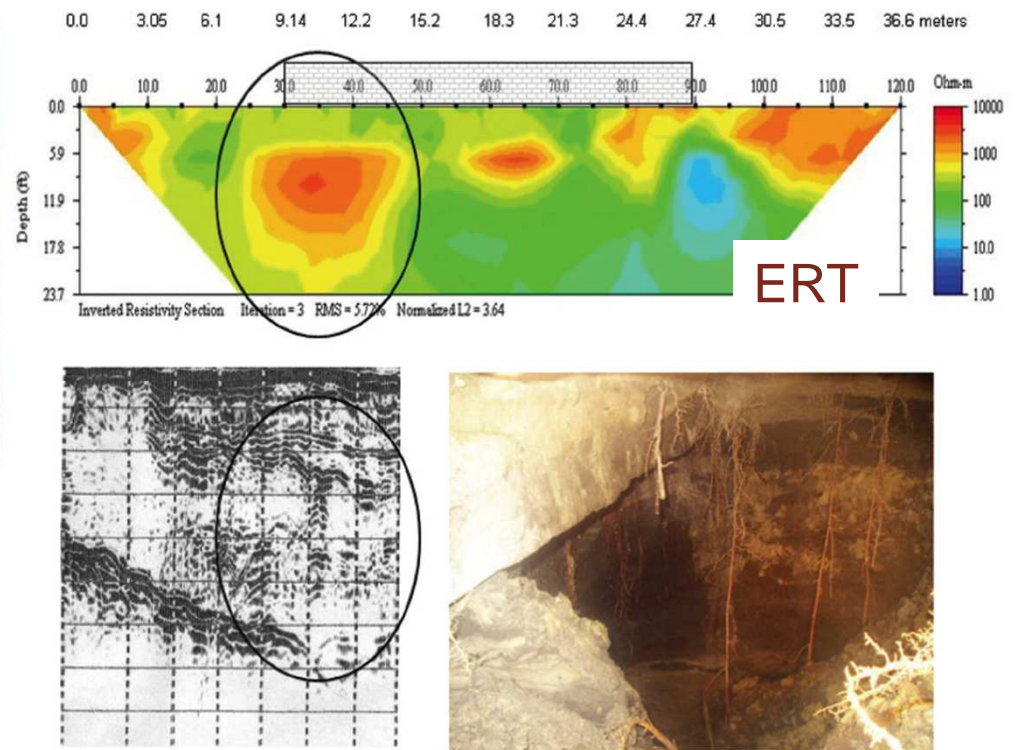 0.0 3.05 6.1 9.14 12.2 15.2 18.3 21.3 24.4 27.4 30.5 33.5 36.6 meters
0.0 10.0 20.0 30.0 40.0 50.0 60.0 70.0 80.0 90.0 100.0 110.0 120.0
Ohm-m
0.0
5.9
11.9
17.8
23.7
Depth (ft)
10000
1000
100
10.0
1.00
ERT
Inverted Resistivity Section Iteration = 3 RMS = 5.72% Normalized L2 = 3.64